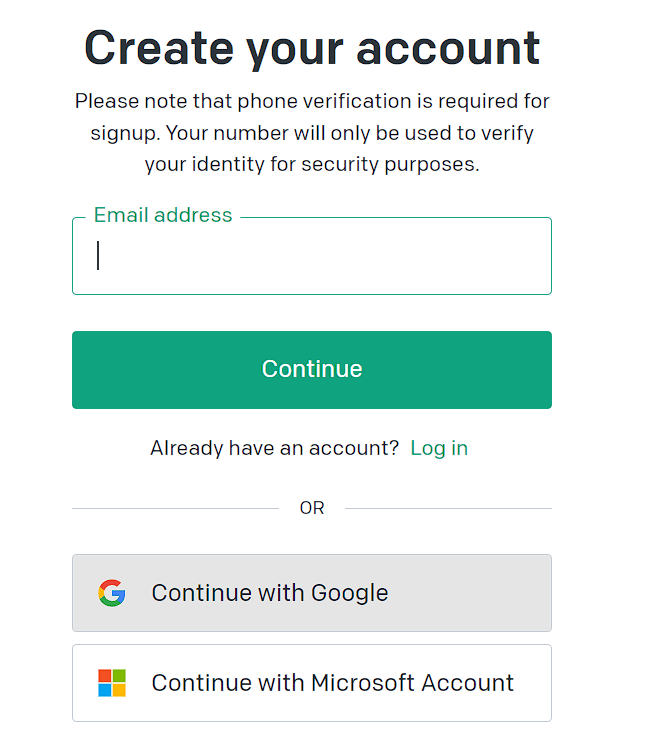 Create your account
Please note that phone verification is required for
signup. Your number will only be used to verify
your identity for security purposes.
Email address
Continue
Already have an account? Log in
OR
Continue with Google
Continue with Microsoft Account